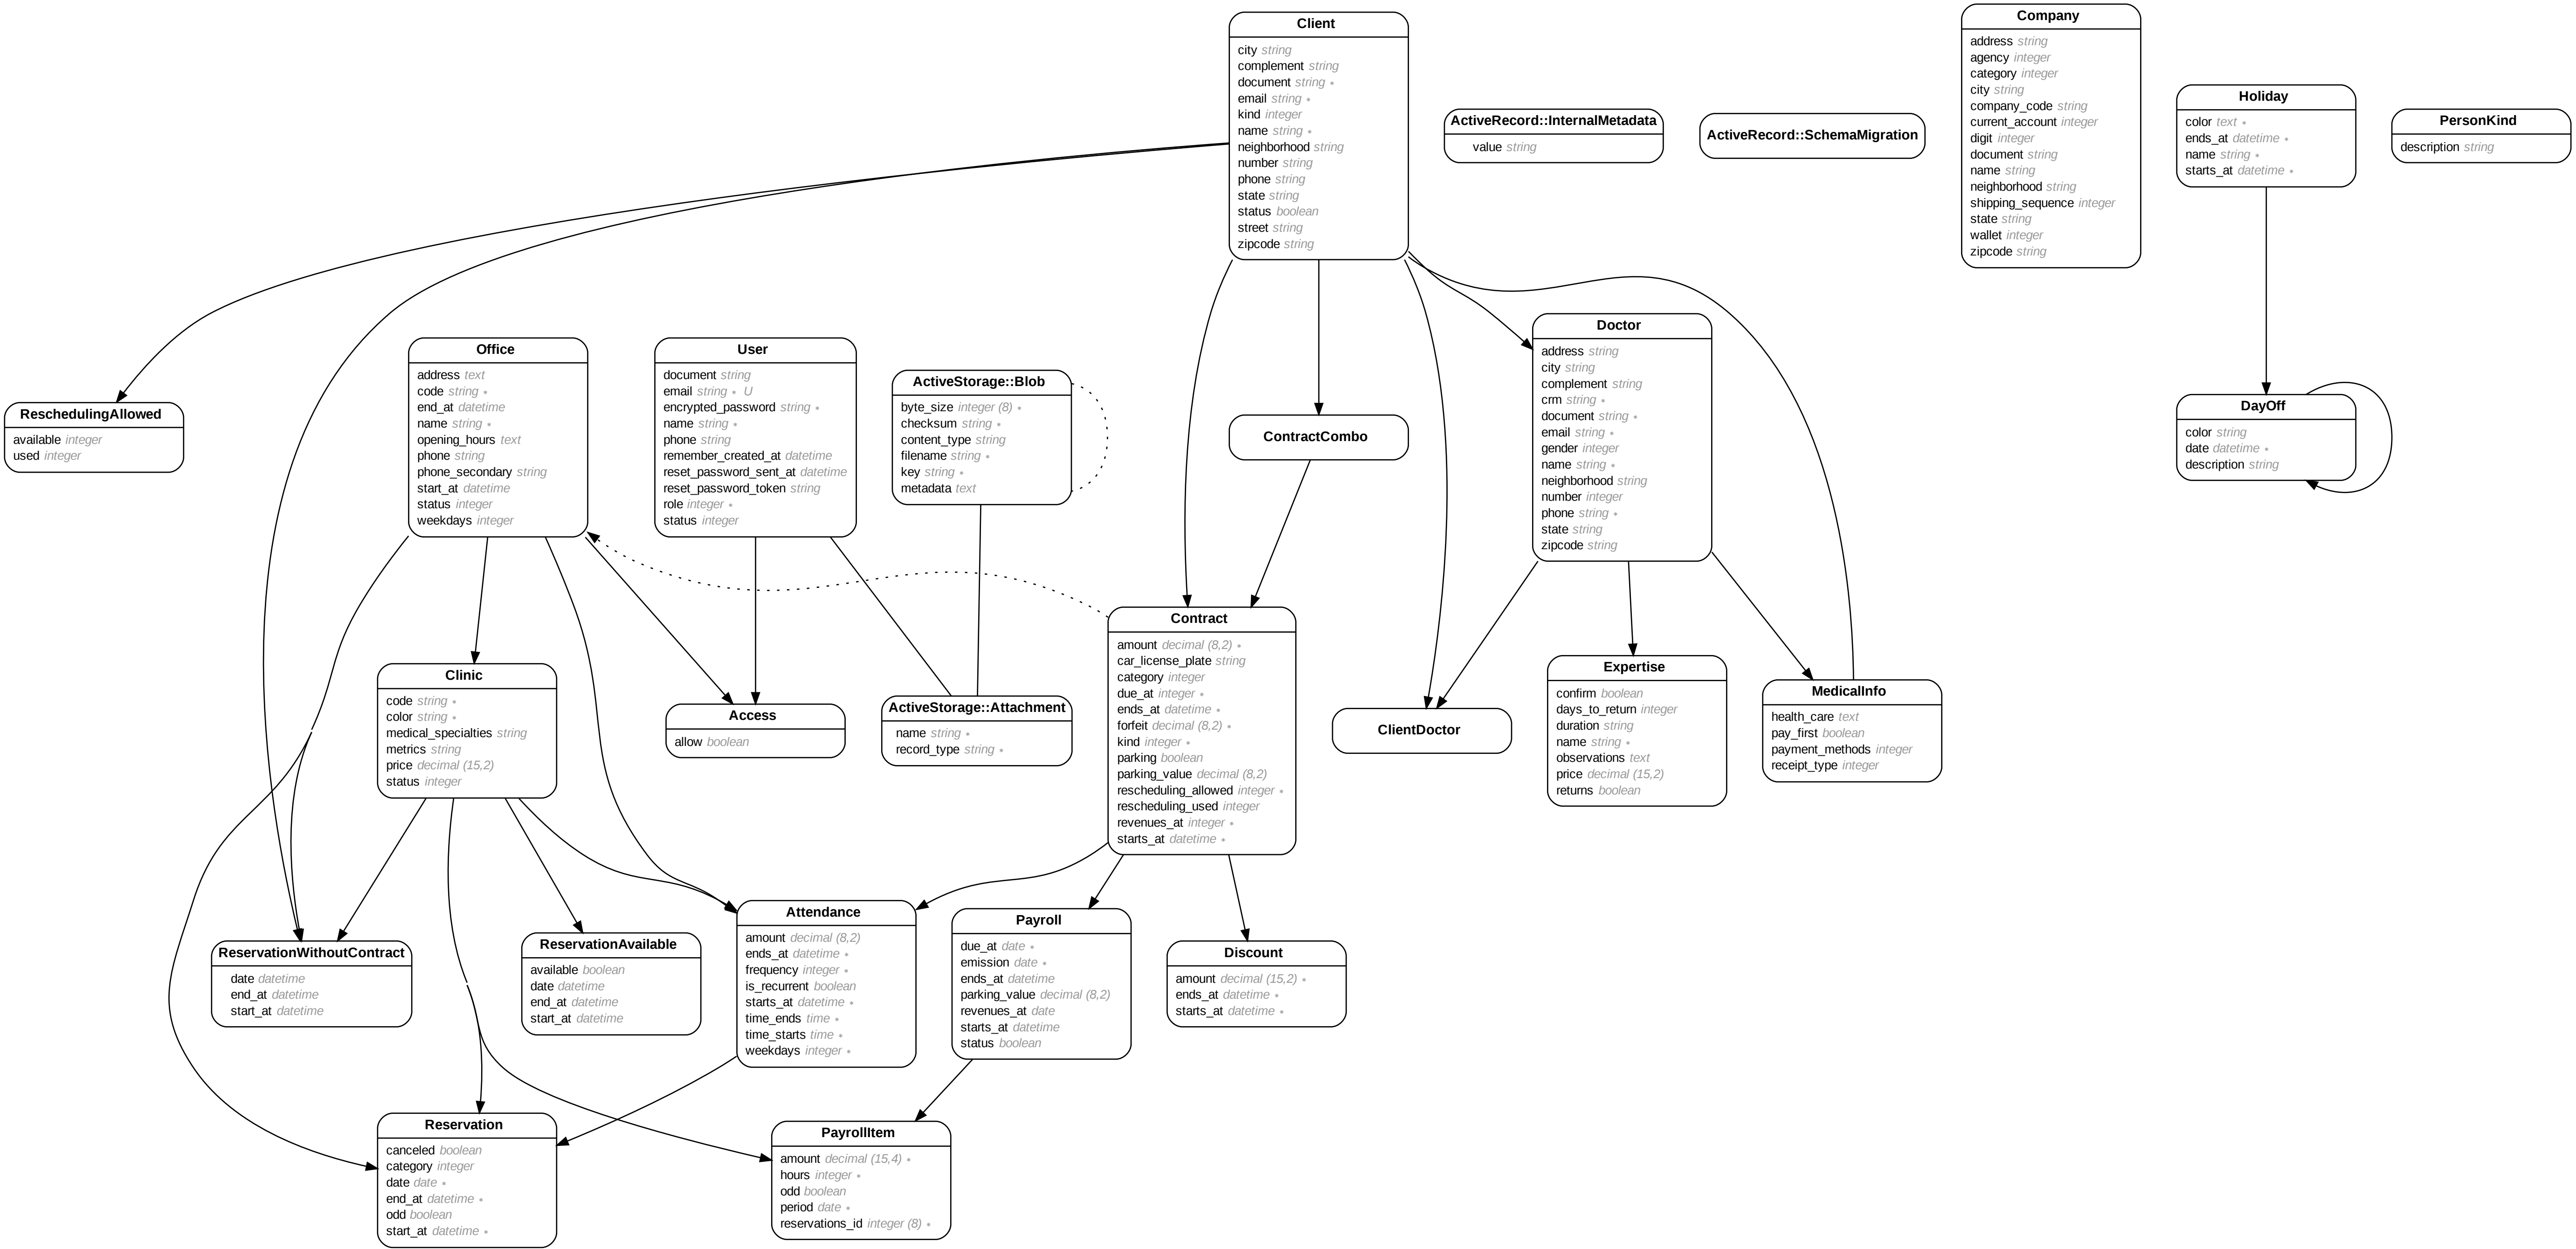 Client
city string
complement string
document string •
email string •
kind integer
name string •
neighborhood string
number string
phone string
state string
status boolean
street string
zipcode string
ActiveRecord::InternalMetadata
value string
ActiveRecord::SchemaMigration
Company
address string
agency integer
category integer
city string
company_code string
current_account integer
digit integer
document string
name string
neighborhood string
shipping_sequence integer
state string
wallet integer
zipcode string
Holiday
color text •
ends_at datetime •
name string •
starts_at datetime •
PersonKind
description string
ReschedulingAllowed
available integer
used integer
Office
address text
code string •
end_at datetime
name string •
opening_hours text
phone string
phone_secondary string
start_at datetime
status integer
weekdays integer
User
document string
email string • U
encrypted_password string •
name string •
phone string
remember_created_at datetime
reset_password_sent_at datetime
reset_password_token string
role integer •
status integer
ActiveStorage::Blob
byte_size integer (8) •
checksum string •
content_type string
filename string •
key string •
metadata text
ContractCombo
Doctor
address string
city string
complement string
crm string •
document string •
email string •
gender integer
name string •
neighborhood string
number integer
phone string •
state string
zipcode string
DayOff
color string
date datetime •
description string
Clinic
code string •
color string •
medical_specialties string
metrics string
price decimal (15,2)
status integer
Access
allow boolean
ActiveStorage::Attachment
name string •
record_type string •
Contract
amount decimal (8,2) •
car_license_plate string
category integer
due_at integer •
ends_at datetime •
forfeit decimal (8,2) •
kind integer •
parking boolean
parking_value decimal (8,2)
rescheduling_allowed integer •
rescheduling_used integer
revenues_at integer •
starts_at datetime •
ClientDoctor
Expertise
confirm boolean
days_to_return integer
duration string
name string •
observations text
price decimal (15,2)
returns boolean
MedicalInfo
health_care text
pay_first boolean
payment_methods integer
receipt_type integer
ReservationWithoutContract
date datetime
end_at datetime
start_at datetime
ReservationAvailable
available boolean
date datetime
end_at datetime
start_at datetime
Attendance
amount decimal (8,2)
ends_at datetime •
frequency integer •
is_recurrent boolean
starts_at datetime •
time_ends time •
time_starts time •
weekdays integer •
Payroll
due_at date •
emission date •
ends_at datetime
parking_value decimal (8,2)
revenues_at date
starts_at datetime
status boolean
Discount
amount decimal (15,2) •
ends_at datetime •
starts_at datetime •
Reservation
canceled boolean
category integer
date date •
end_at datetime •
odd boolean
start_at datetime •
PayrollItem
amount decimal (15,4) •
hours integer •
odd boolean
period date •
reservations_id integer (8) •